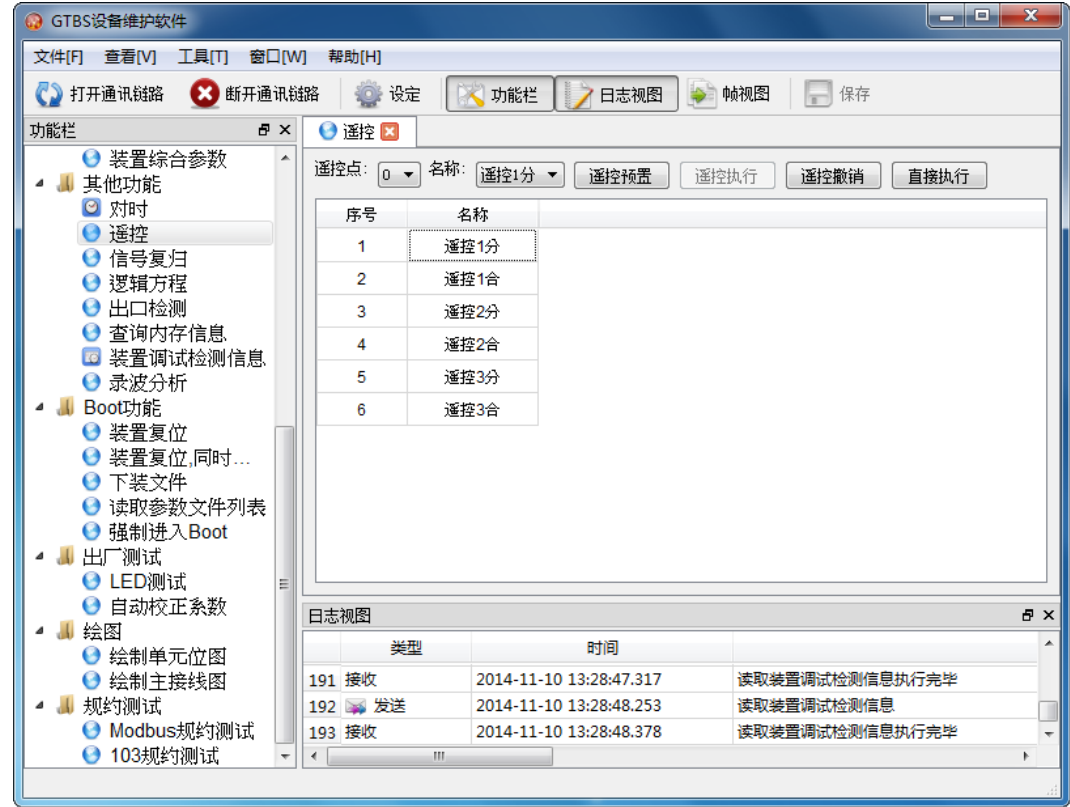 GTBS设备维护软件
文件[F] 查看[V] 工具[T] 窗口[W] 帮助[H]
打开通讯链路 断开通讯链路 设定 功能栏 日志视图 帧视图 保存
功能栏
装置综合参数
其他功能
对时
遥控
信号复归
逻辑方程
出口检测
查询内存信息
装置调试检测信息
录波分析
Boot功能
装置复位
装置复位,同时...
下装文件
读取参数文件列表
强制进入Boot
出厂测试
LED测试
自动校正系数
绘图
绘制单元位图
绘制主接线图
规约测试
Modbus规约测试
103规约测试
遥控
遥控点: 0 名称: 遥控1分 遥控预置 遥控执行 遥控撤销 直接执行
序号 名称
1 遥控1分
2 遥控1合
3 遥控2分
4 遥控2合
5 遥控3分
6 遥控3合
日志视图
类型 时间
191 接收 2014-11-10 13:28:47.317 读取装置调试检测信息执行完毕
192 发送 2014-11-10 13:28:48.253 读取装置调试检测信息
193 接收 2014-11-10 13:28:48.378 读取装置调试检测信息执行完毕